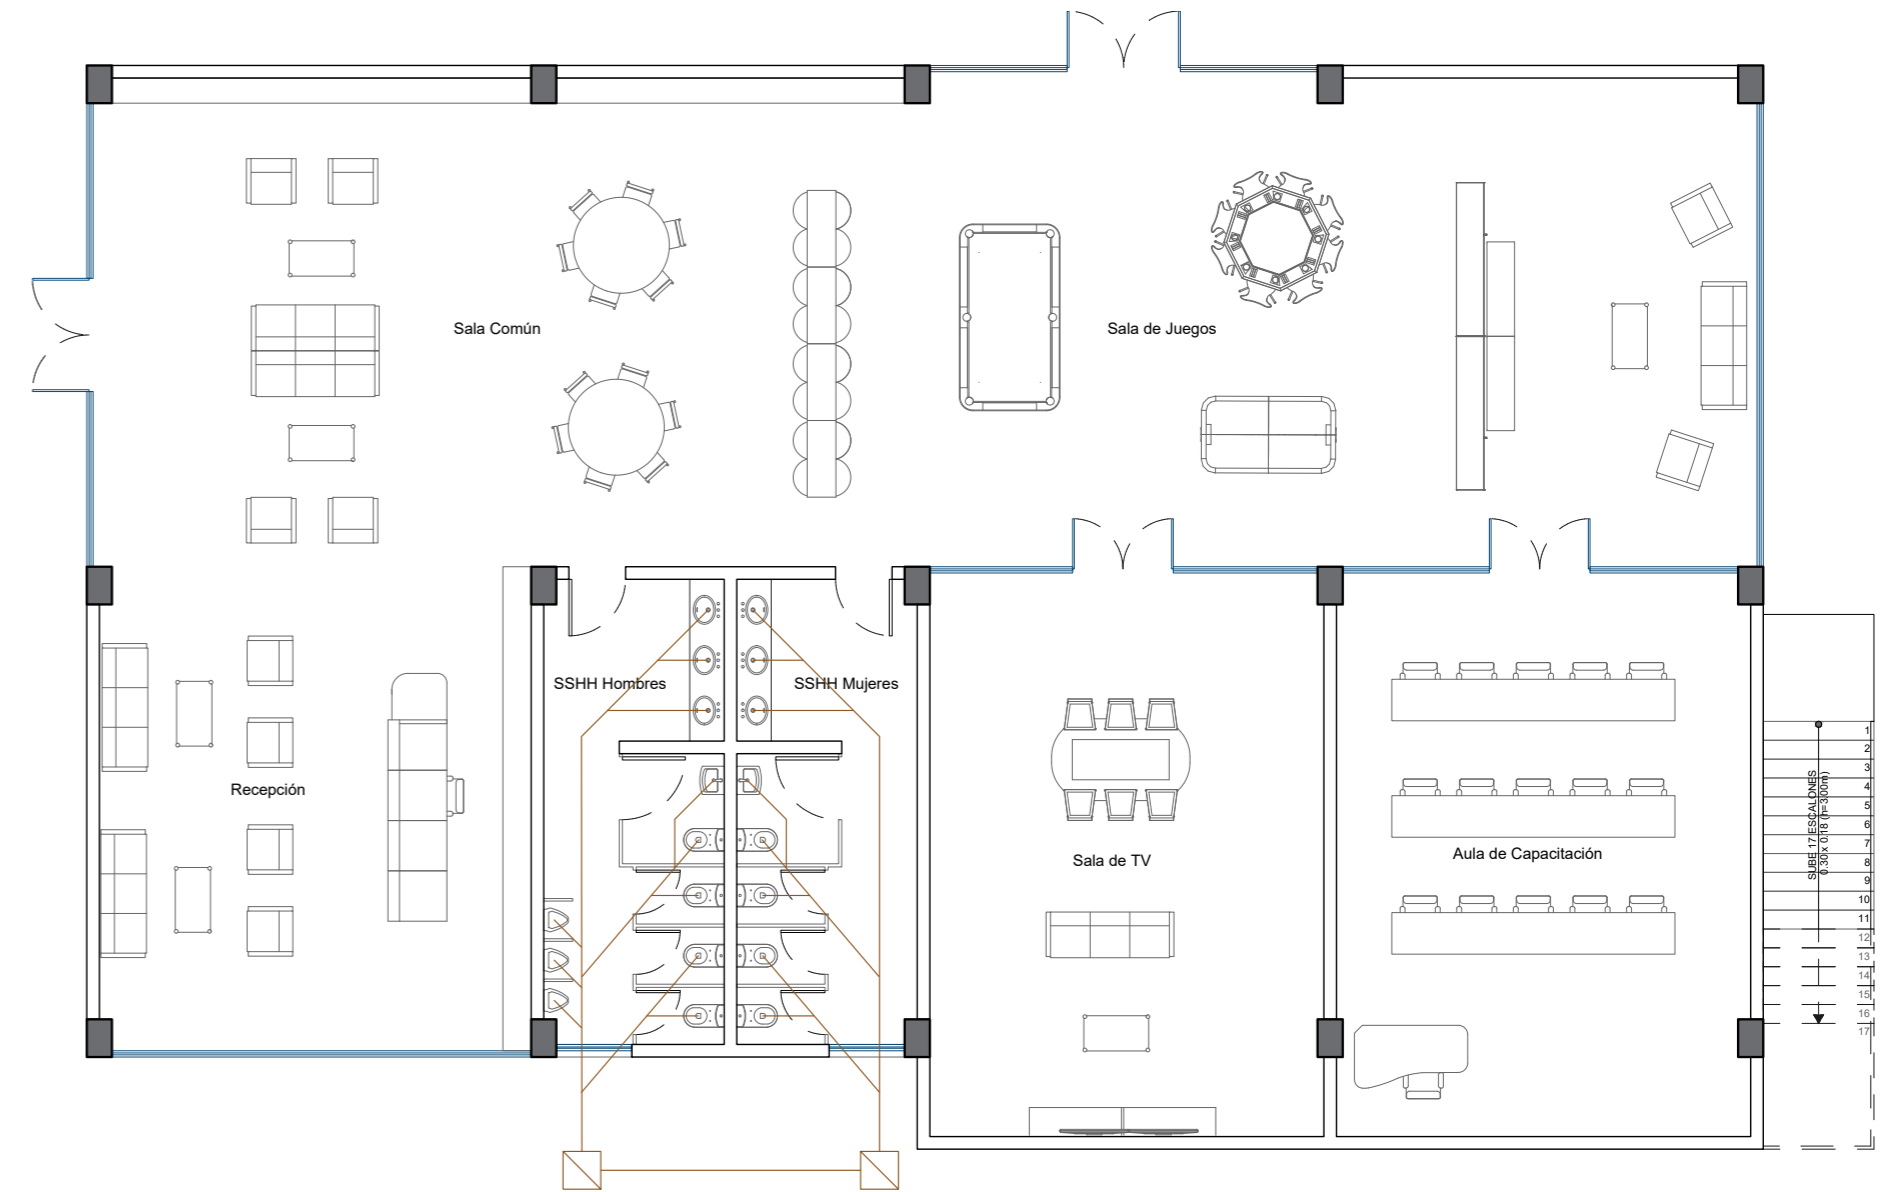 Sala Común
Sala de Juegos
SSHH Hombres
SSHH Mujeres
Recepción
Sala de TV
Aula de Capacitación
SUBE 17 ESCALONES
0.30 x 0.18 (h=3.00m)
1
2
3
4
5
6
7
8
9
10
11
12
13
14
15
16
17